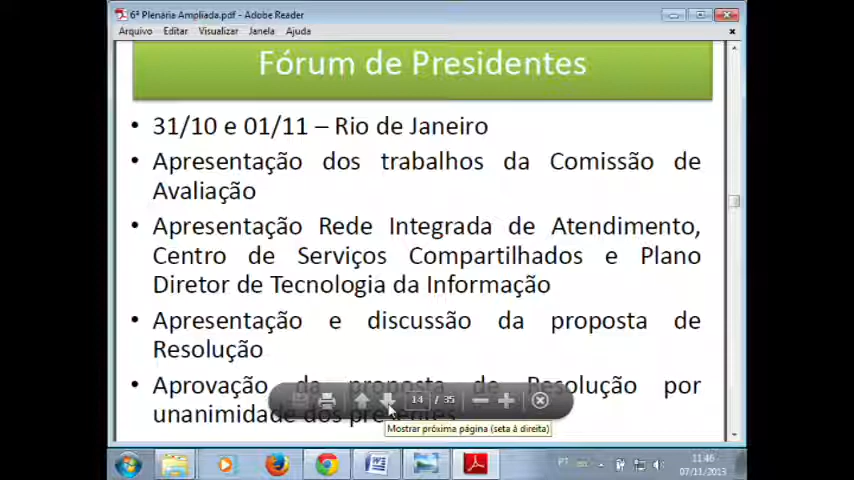 6ª Plenária Ampliada.pdf - Adobe Reader
Arquivo Editar Visualizar Janela Ajuda
Fórum de Presidentes
• 31/10 e 01/11 – Rio de Janeiro
• Apresentação dos trabalhos da Comissão de
Avaliação
• Apresentação Rede Integrada de Atendimento,
Centro de Serviços Compartilhados e Plano
Diretor de Tecnologia da Informação
• Apresentação e discussão da proposta de
Resolução
• Aprovação da proposta de Resolução por
unanimidade dos presentes.
14 / 35
Mostrar próxima página (seta à direita)
PT
11:46
07/11/2013